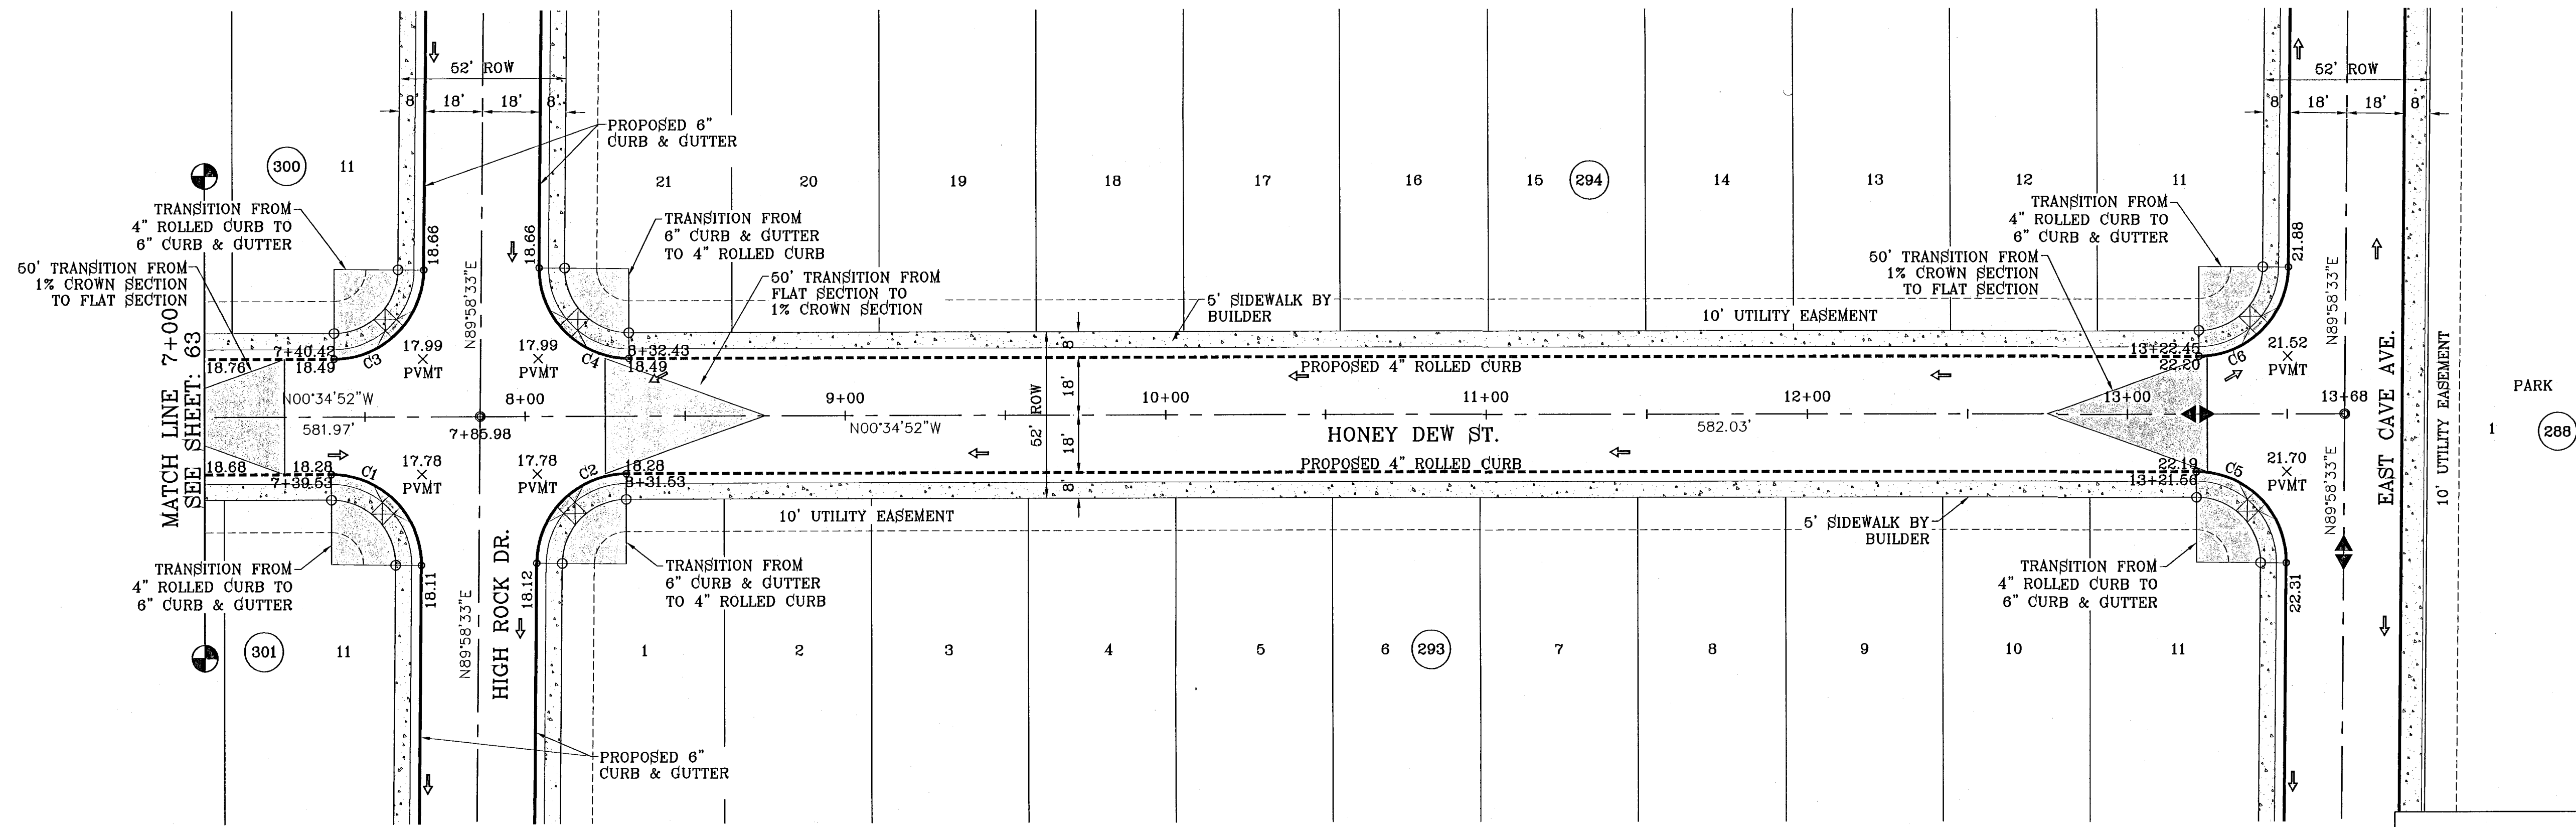 52' ROW
8'
18'
18'
8'
PROPOSED 6"
CURB & GUTTER
300
11
TRANSITION FROM
4" ROLLED CURB TO
6" CURB & GUTTER
50' TRANSITION FROM
1% CROWN SECTION
TO FLAT SECTION
MATCH LINE 7+00
SEE SHEET: 63
18.66
18.66
N89°58'33"E
21
20
19
18
17
16
15
294
14
13
12
11
TRANSITION FROM
6" CURB & GUTTER
TO 4" ROLLED CURB
50' TRANSITION FROM
FLAT SECTION TO
1% CROWN SECTION
5' SIDEWALK BY
BUILDER
10' UTILITY EASEMENT
TRANSITION FROM
4" ROLLED CURB TO
6" CURB & GUTTER
50' TRANSITION FROM
1% CROWN SECTION
TO FLAT SECTION
52' ROW
8'
18'
18'
8'
21.88
N89°58'33"E
7+40.42
18.76
18.49
C3
17.99
PVMT
17.99
PVMT
C4
8+32.43
18.49
8'
PROPOSED 4" ROLLED CURB
13+22.45
22.20
C6
21.52
PVMT
N00°34'52"W
581.97'
7+85.98
8+00
9+00
N00°34'52"W
52' ROW
18'
18'
8'
10+00
11+00
HONEY DEW ST.
12+00
582.03'
13+00
13+68
EAST CAVE AVE.
10' UTILITY EASEMENT
PARK
1
288
18.68
18.28
7+39.53
C1
17.78
PVMT
17.78
PVMT
C2
18.28
8+31.53
PROPOSED 4" ROLLED CURB
22.19
13+21.56
C5
21.70
PVMT
N89°58'33"E
10' UTILITY EASEMENT
5' SIDEWALK BY
BUILDER
TRANSITION FROM
4" ROLLED CURB TO
6" CURB & GUTTER
18.11
N89°58'33"E
HIGH ROCK DR.
18.12
TRANSITION FROM
6" CURB & GUTTER
TO 4" ROLLED CURB
TRANSITION FROM
4" ROLLED CURB TO
6" CURB & GUTTER
22.31
301
11
1
2
3
4
5
6
293
7
8
9
10
11
PROPOSED 6"
CURB & GUTTER